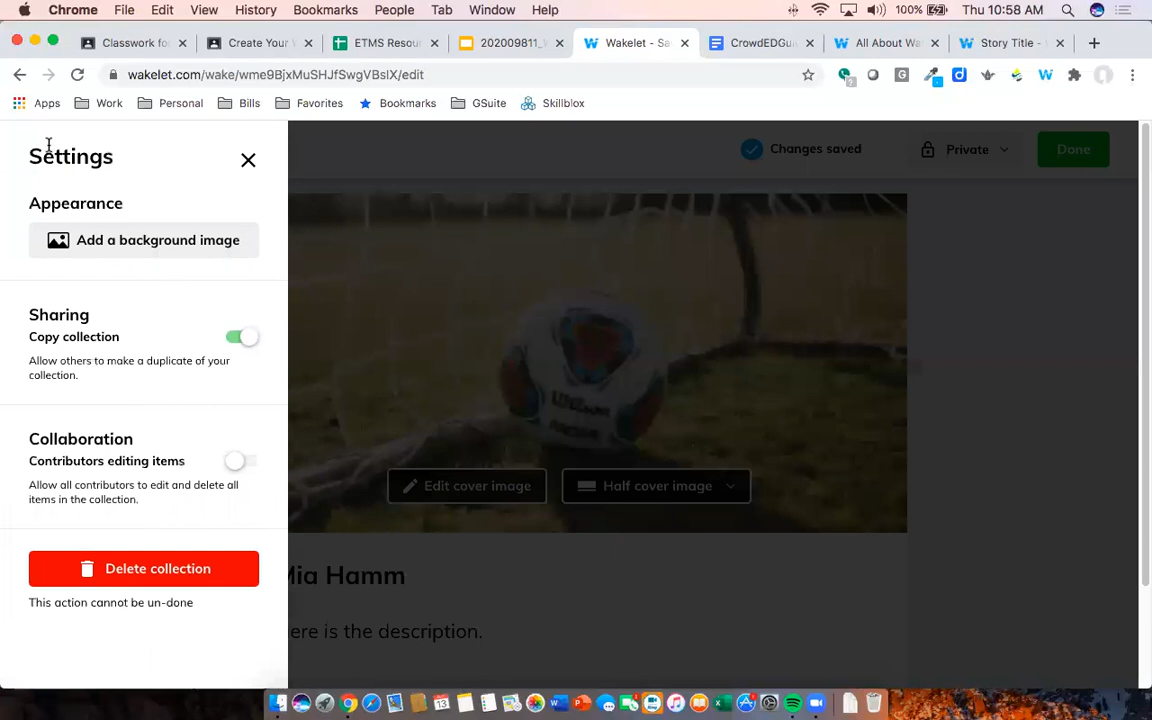 Chrome File Edit View History Bookmarks People Tab Window Help 100% Thu 10:58 AM
Classwork fo Create Your ETMS Resou 202009811_ Wakelet - Sa CrowdEDGu All About Wa Story Title -
wakelet.com/wake/wme9BjxMuSHJfSwgVBslX/edit
Apps Work Personal Bills Favorites Bookmarks GSuite Skillblox
Settings
Changes saved Private Done
Appearance
Add a background image
Sharing
Copy collection
Allow others to make a duplicate of your
collection.
Collaboration
Contributors editing items
Allow all contributors to edit and delete all
items in the collection.
Edit cover image Half cover image
Delete collection
This action cannot be un-done
Mia Hamm
ere is the description.